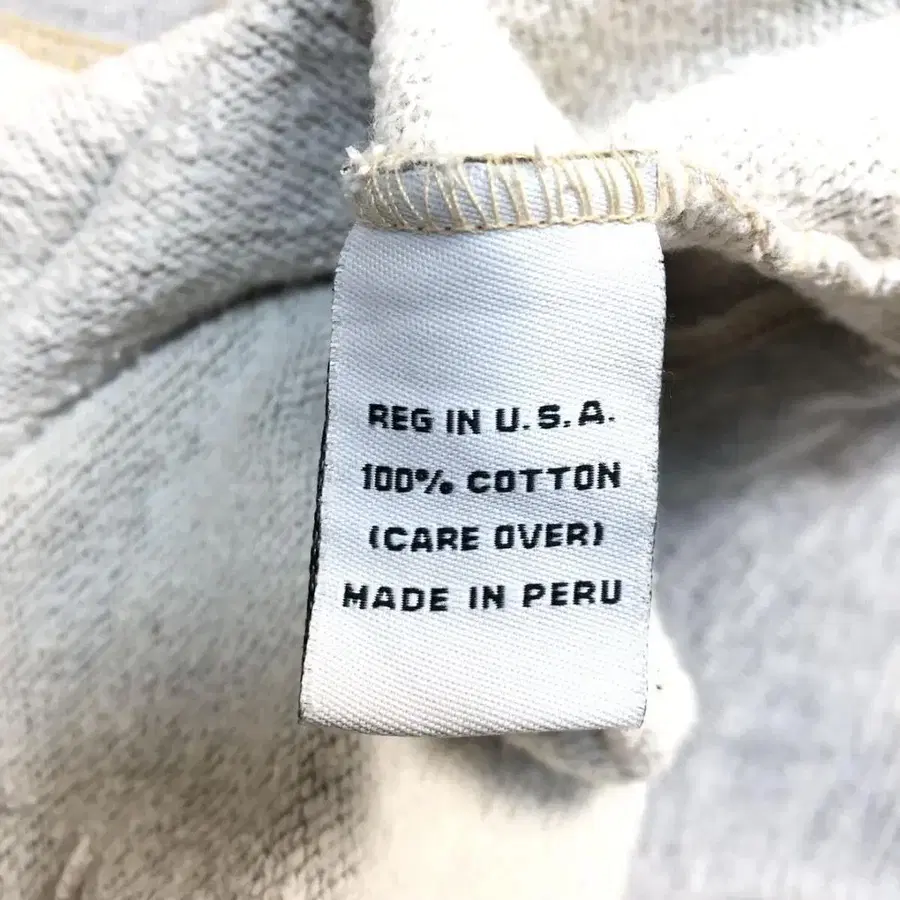 REG IN U.S.A.
100% COTTON
(CARE OVER)
MADE IN PERU